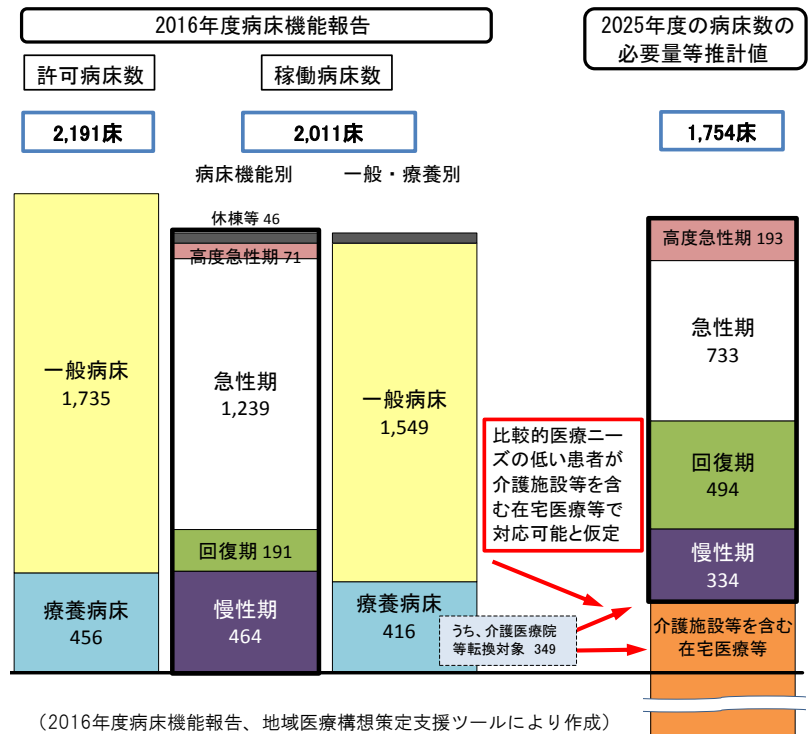 2016年度病床機能報告
2025年度の病床数の
必要量等推計値
許可病床数
稼働病床数
2,191床
2,011床
1,754床
病床機能別
一般・療養別
休棟等 46
高度急性期 71
急性期
1,239
回復期 191
慢性期
464
一般病床
1,735
療養病床
456
一般病床
1,549
療養病床
416
比較的医療ニー
ズの低い患者が
介護施設等を含
む在宅医療等で
対応可能と仮定
うち、介護医療院
等転換対象 349
高度急性期 193
急性期
733
回復期
494
慢性期
334
介護施設等を含む
在宅医療等
（2016年度病床機能報告、地域医療構想策定支援ツールにより作成）